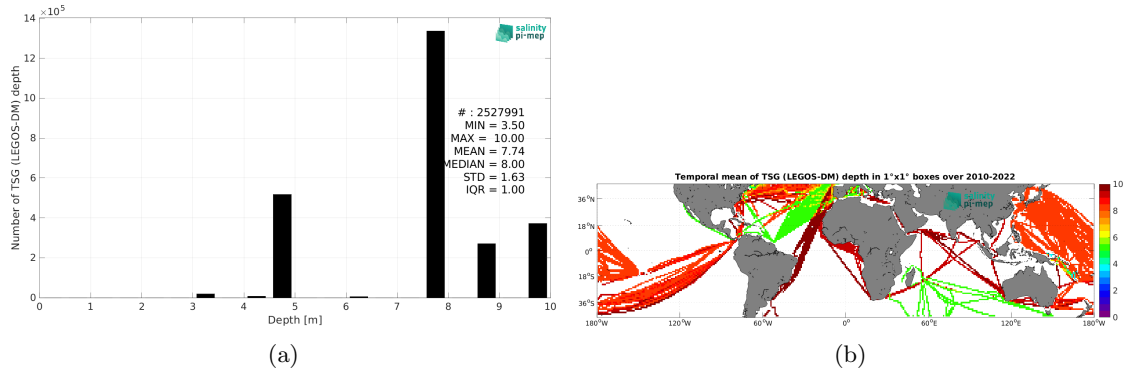 14 ×10⁵
12
10
8
6
4
2
0
Number of TSG (LEGOS-DM) depth
salinity
pi-mep
# : 2527991
MIN = 3.50
MAX = 10.00
MEAN = 7.74
MEDIAN = 8.00
STD = 1.63
IQR = 1.00
0 1 2 3 4 5 6 7 8 9 10
Depth [m]
(a)
Temporal mean of TSG (LEGOS-DM) depth in 1°x1° boxes over 2010-2022
salinity
pi-mep
36°N
18°N
0°
18°S
36°S
180°W 120°W 60°W 0° 60°E 120°E 180°W
10
8
6
4
2
0
(b)